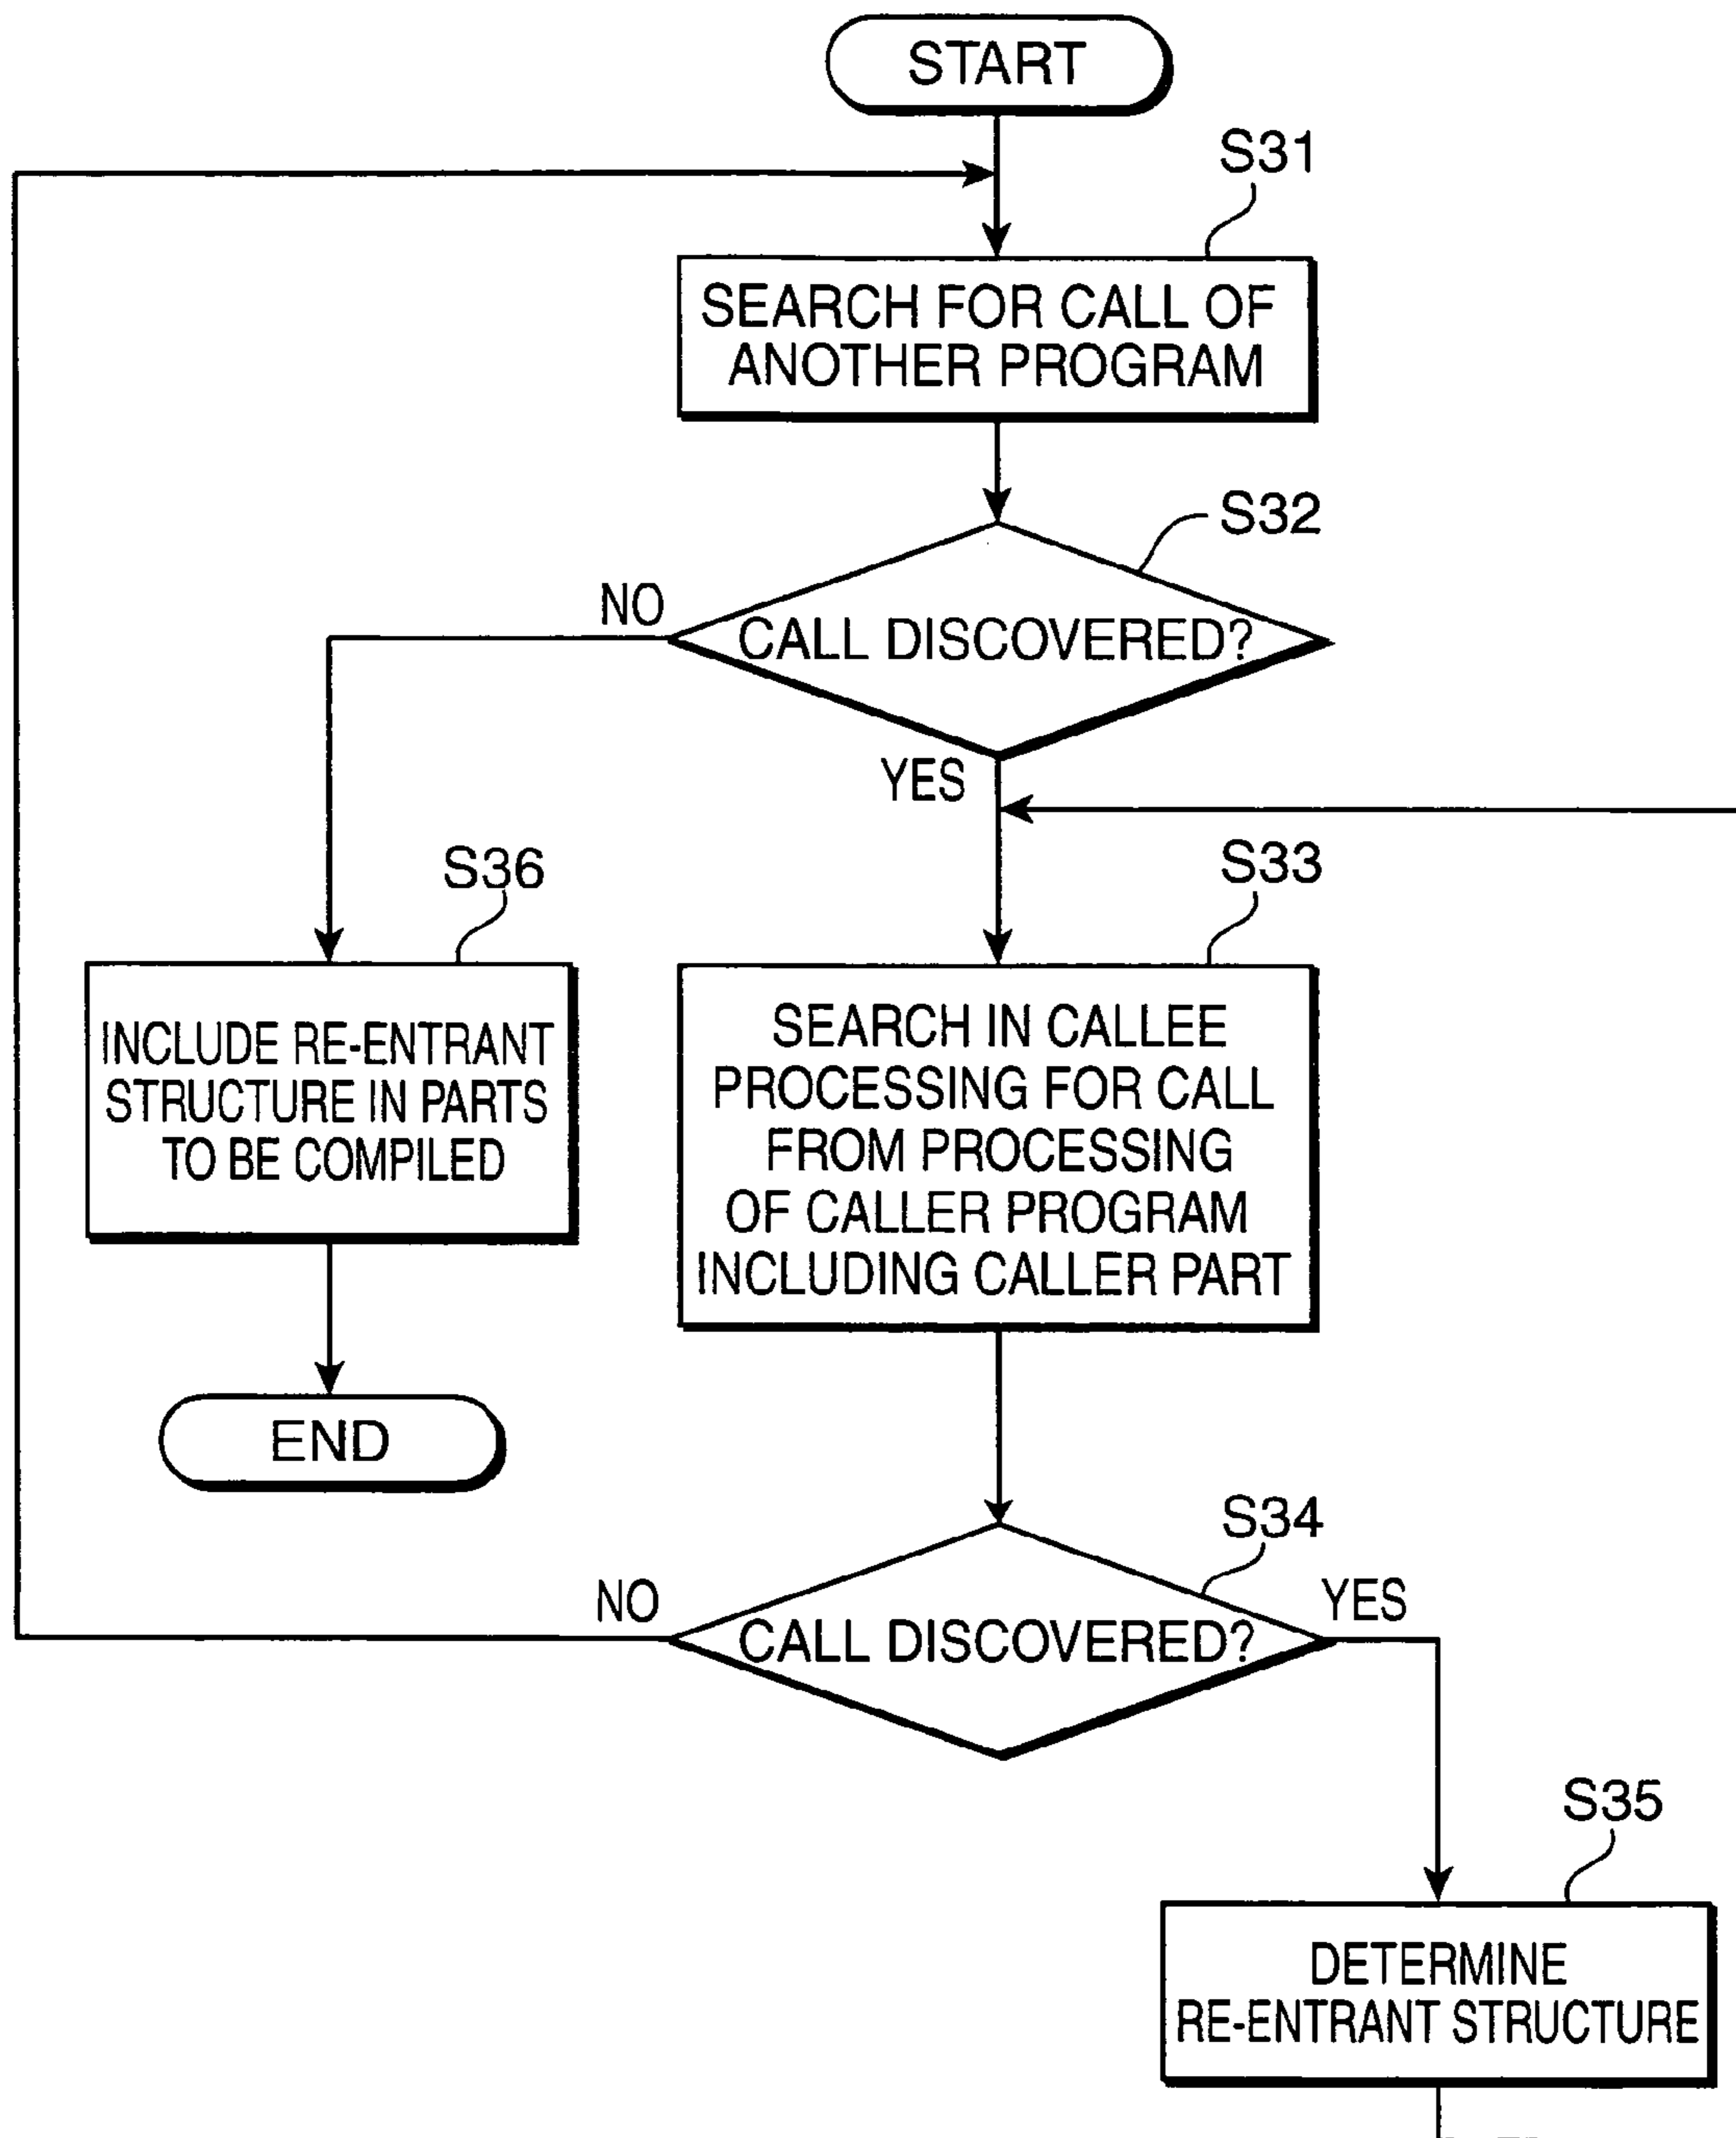 START
S31
SEARCH FOR CALL OF
ANOTHER PROGRAM
S32
NO
CALL DISCOVERED?
YES
S36
S33
INCLUDE RE-ENTRANT
STRUCTURE IN PARTS
TO BE COMPILED
SEARCH IN CALLEE
PROCESSING FOR CALL
FROM PROCESSING
OF CALLER PROGRAM
INCLUDING CALLER PART
END
S34
NO
YES
CALL DISCOVERED?
S35
DETERMINE
RE-ENTRANT STRUCTURE